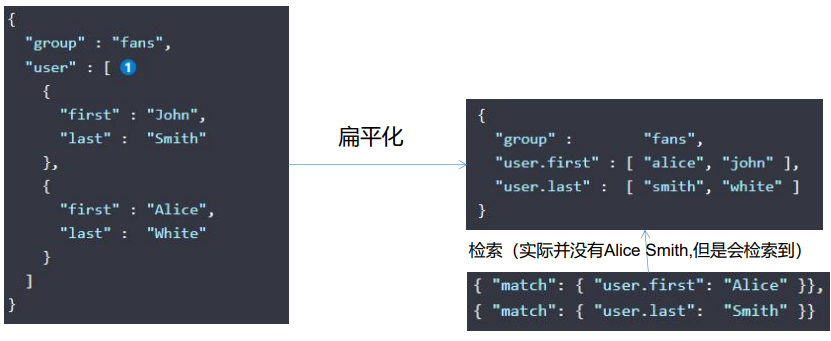 {
"group" : "fans",
"user" : [ 1
{
"first" : "John",
"last" :  "Smith"
},
{
"first" : "Alice",
"last" :  "White"
}
]
}
扁平化
{
"group" :        "fans",
"user.first" : [ "alice", "john" ],
"user.last" :  [ "smith", "white" ]
}
检索（实际并没有Alice Smith,但是会检索到）
{ "match": { "user.first": "Alice" }},
{ "match": { "user.last":  "Smith" }}